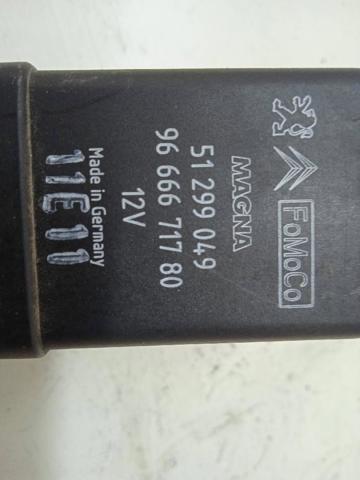 FoMoCo
MAGNA
51 299 049
96 666 717 80
12V
Made in Germany
11E11